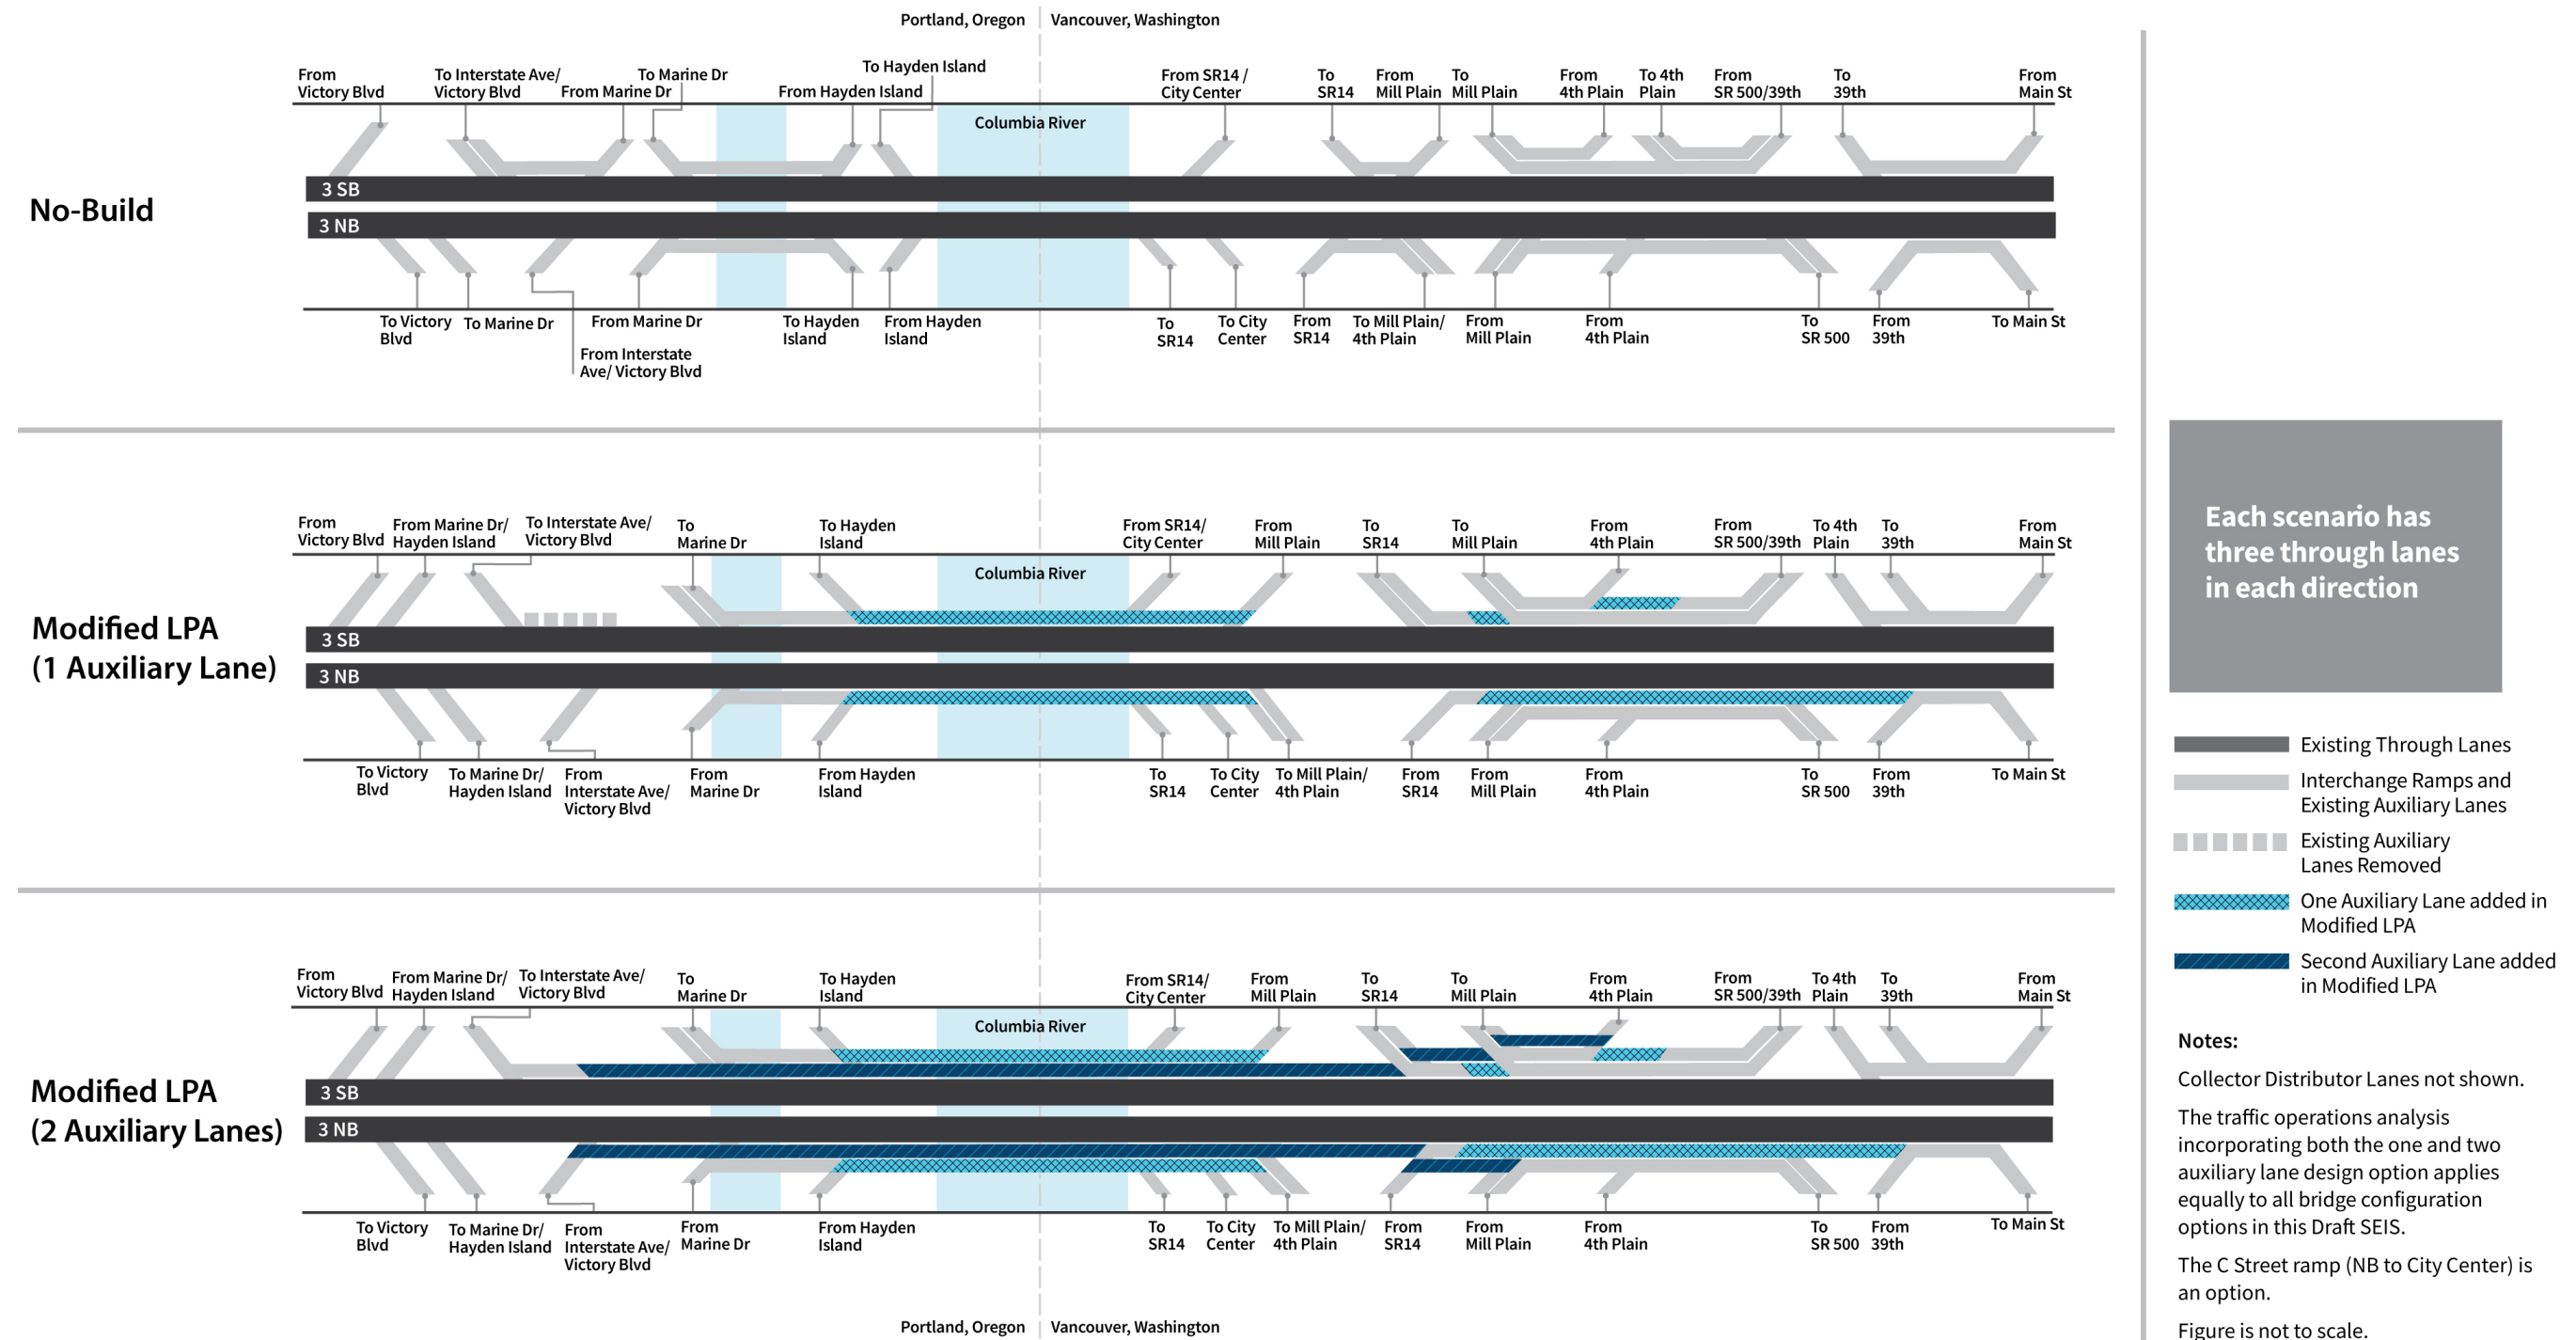 Portland, Oregon
Vancouver, Washington
No-Build
From
Victory Blvd
To Interstate Ave/
Victory Blvd
From Marine Dr
To Marine Dr
From Hayden Island
To Hayden Island
From SR14 /
City Center
To
SR14
From
Mill Plain
To
Mill Plain
From
4th Plain
To 4th
Plain
From
SR 500/39th
To
39th
From
Main St
Columbia River
3 SB
3 NB
To Victory
Blvd
To Marine Dr
From Interstate
Ave/ Victory Blvd
From Marine Dr
To Hayden
Island
From Hayden
Island
To
SR14
To City
Center
From
SR14
To Mill Plain/
4th Plain
From
Mill Plain
From
4th Plain
To
SR 500
From
39th
To Main St
Modified LPA
(1 Auxiliary Lane)
From
Victory Blvd
From Marine Dr/
Hayden Island
To Interstate Ave/
Victory Blvd
To
Marine Dr
To Hayden
Island
From SR14/
City Center
From
Mill Plain
To
SR14
To
Mill Plain
From
4th Plain
From
SR 500/39th
To 4th
Plain
To
39th
From
Main St
Columbia River
3 SB
3 NB
To Victory
Blvd
To Marine Dr/
Hayden Island
From
Interstate Ave/
Victory Blvd
From
Marine Dr
From Hayden
Island
To
SR14
To City
Center
To Mill Plain/
4th Plain
From
SR14
From
Mill Plain
From
4th Plain
To
SR 500
From
39th
To Main St
Modified LPA
(2 Auxiliary Lanes)
From
Victory Blvd
From Marine Dr/
Hayden Island
To Interstate Ave/
Victory Blvd
To
Marine Dr
To Hayden
Island
From SR14/
City Center
From
Mill Plain
To
SR14
To
Mill Plain
From
4th Plain
From
SR 500/39th
To 4th
Plain
To
39th
From
Main St
Columbia River
3 SB
3 NB
To Victory
Blvd
To Marine Dr/
Hayden Island
From
Interstate Ave/
Victory Blvd
From
Marine Dr
From Hayden
Island
To
SR14
To City
Center
To Mill Plain/
4th Plain
From
SR14
From
Mill Plain
From
4th Plain
To
SR 500
From
39th
To Main St
Portland, Oregon
Vancouver, Washington
Each scenario has
three through lanes
in each direction
Existing Through Lanes
Interchange Ramps and
Existing Auxiliary Lanes
Existing Auxiliary
Lanes Removed
One Auxiliary Lane added in
Modified LPA
Second Auxiliary Lane added
in Modified LPA
Notes:
Collector Distributor Lanes not shown.
The traffic operations analysis
incorporating both the one and two
auxiliary lane design option applies
equally to all bridge configuration
options in this Draft SEIS.
The C Street ramp (NB to City Center) is
an option.
Figure is not to scale.